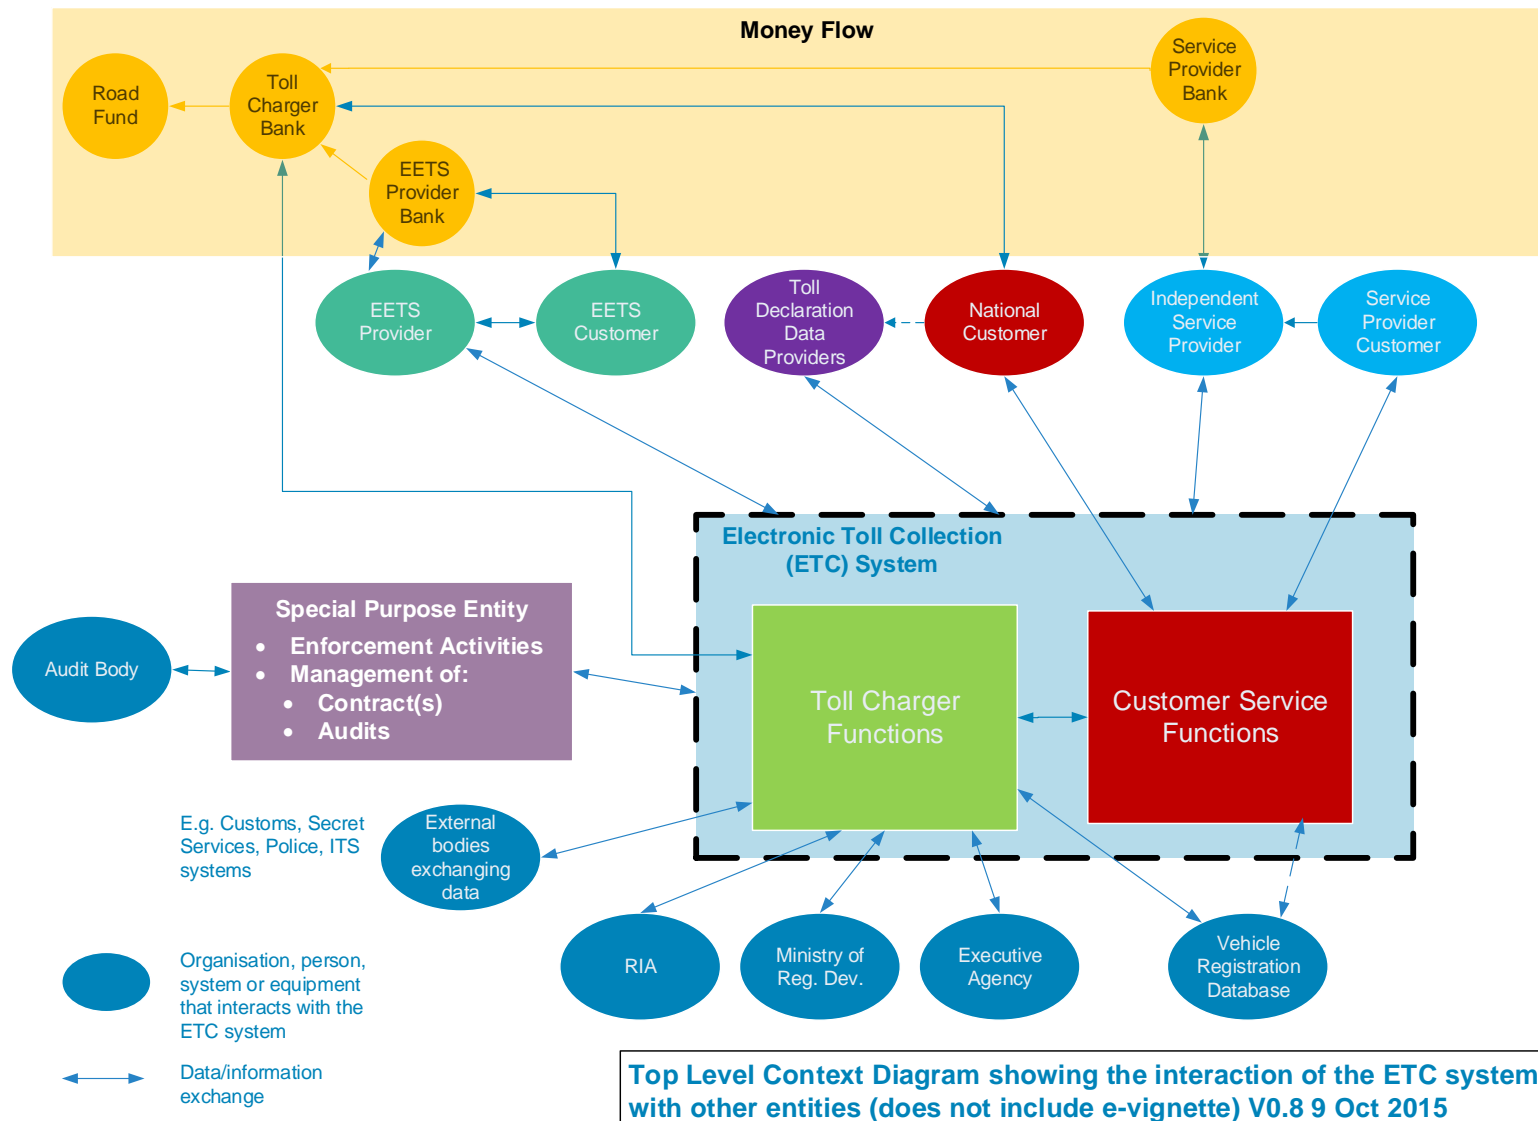 Money Flow
Road
Fund
Toll
Charger
Bank
Service
Provider
Bank
EETS
Provider
Bank
EETS
Provider
EETS
Customer
Toll
Declaration
Data
Providers
National
Customer
Independent
Service
Provider
Service
Provider
Customer
Electronic Toll Collection
(ETC) System
Special Purpose Entity
• Enforcement Activities
• Management of:
• Contract(s)
• Audits
Audit Body
Toll Charger
Functions
Customer Service
Functions
E.g. Customs, Secret
Services, Police, ITS
systems
External
bodies
exchanging
data
RIA
Ministry of
Reg. Dev.
Executive
Agency
Vehicle
Registration
Database
Organisation, person,
system or equipment
that interacts with the
ETC system
Data/information
exchange
Top Level Context Diagram showing the interaction of the ETC system
with other entities (does not include e-vignette) V0.8 9 Oct 2015